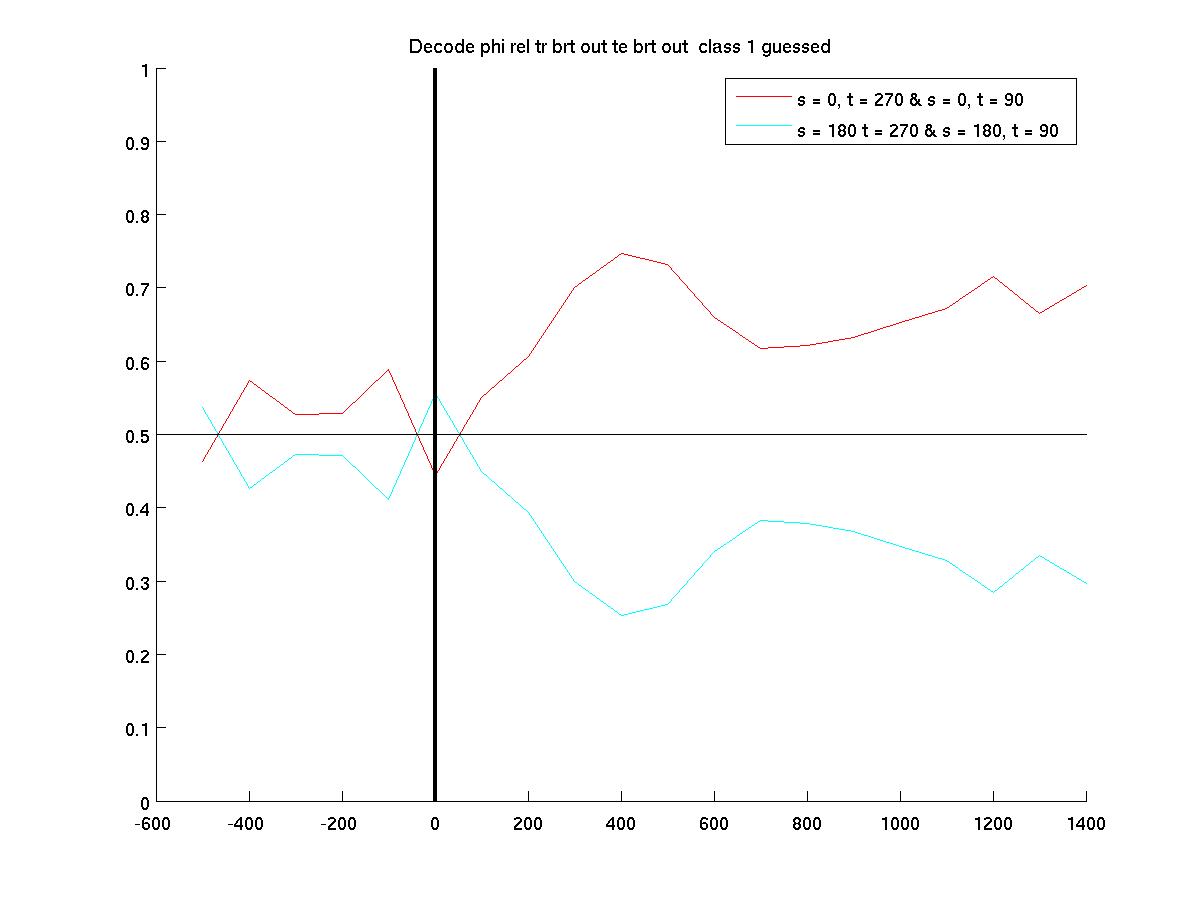 Decode phi rel tr brt out te brt out  class 1 guessed
s = 0, t = 270 & s = 0, t = 90
s = 180 t = 270 & s = 180, t = 90
1
0.9
0.8
0.7
0.6
0.5
0.4
0.3
0.2
0.1
0
-600 -400 -200 0 200 400 600 800 1000 1200 1400